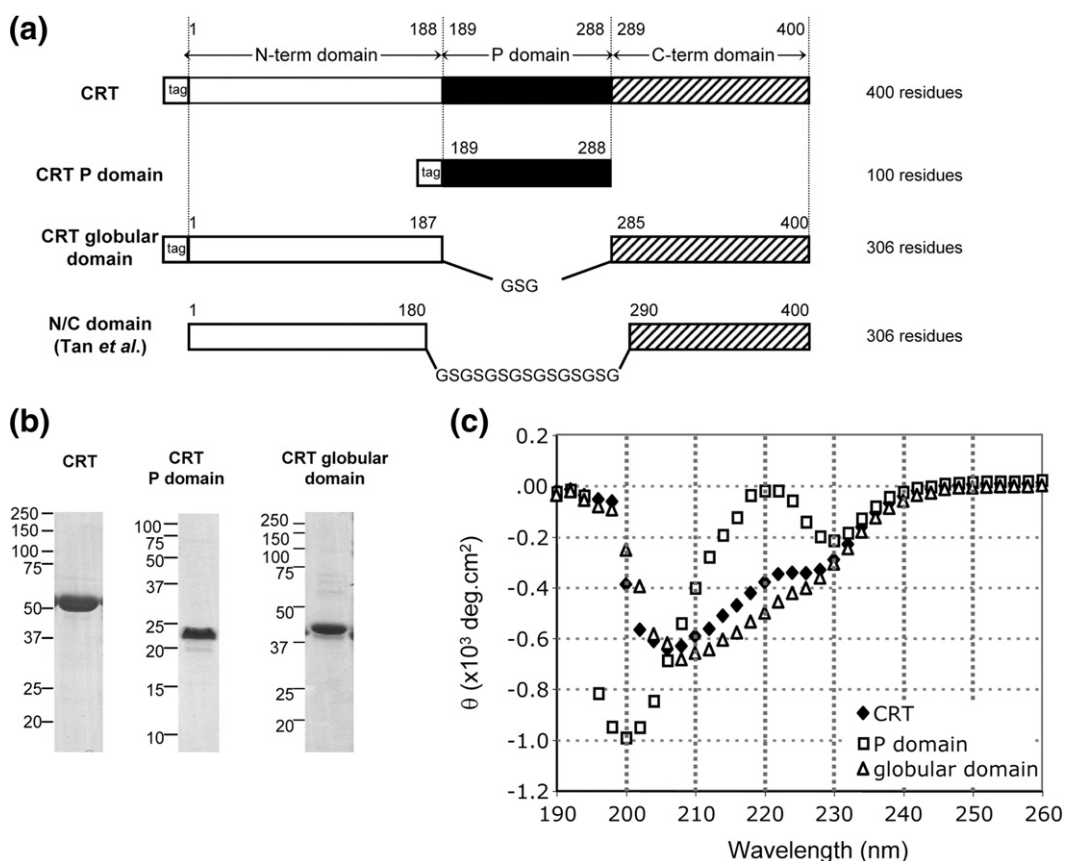 (a)
1 188 189 288 289 400
N-term domain P domain C-term domain
CRT tag 400 residues
189 288
CRT P domain tag 100 residues
1 187 285 400
CRT globular domain tag 306 residues
GSG
1 180 290 400
N/C domain
(Tan et al.) 306 residues
GSGSGSGSGSGSGSG
(b)
CRT
250
150
100
75
50
37
25
20
CRT
P domain
100
75
50
37
25
20
15
10
CRT globular
domain
250
150
100
75
50
37
25
20
(c)
0.2
.00
-0.2
-0.4
-0.6
-0.8
-1.0
-1.2
θ (x10³ deg.cm²)
CRT
P domain
globular domain
190 200 210 220 230 240 250 260
Wavelength (nm)